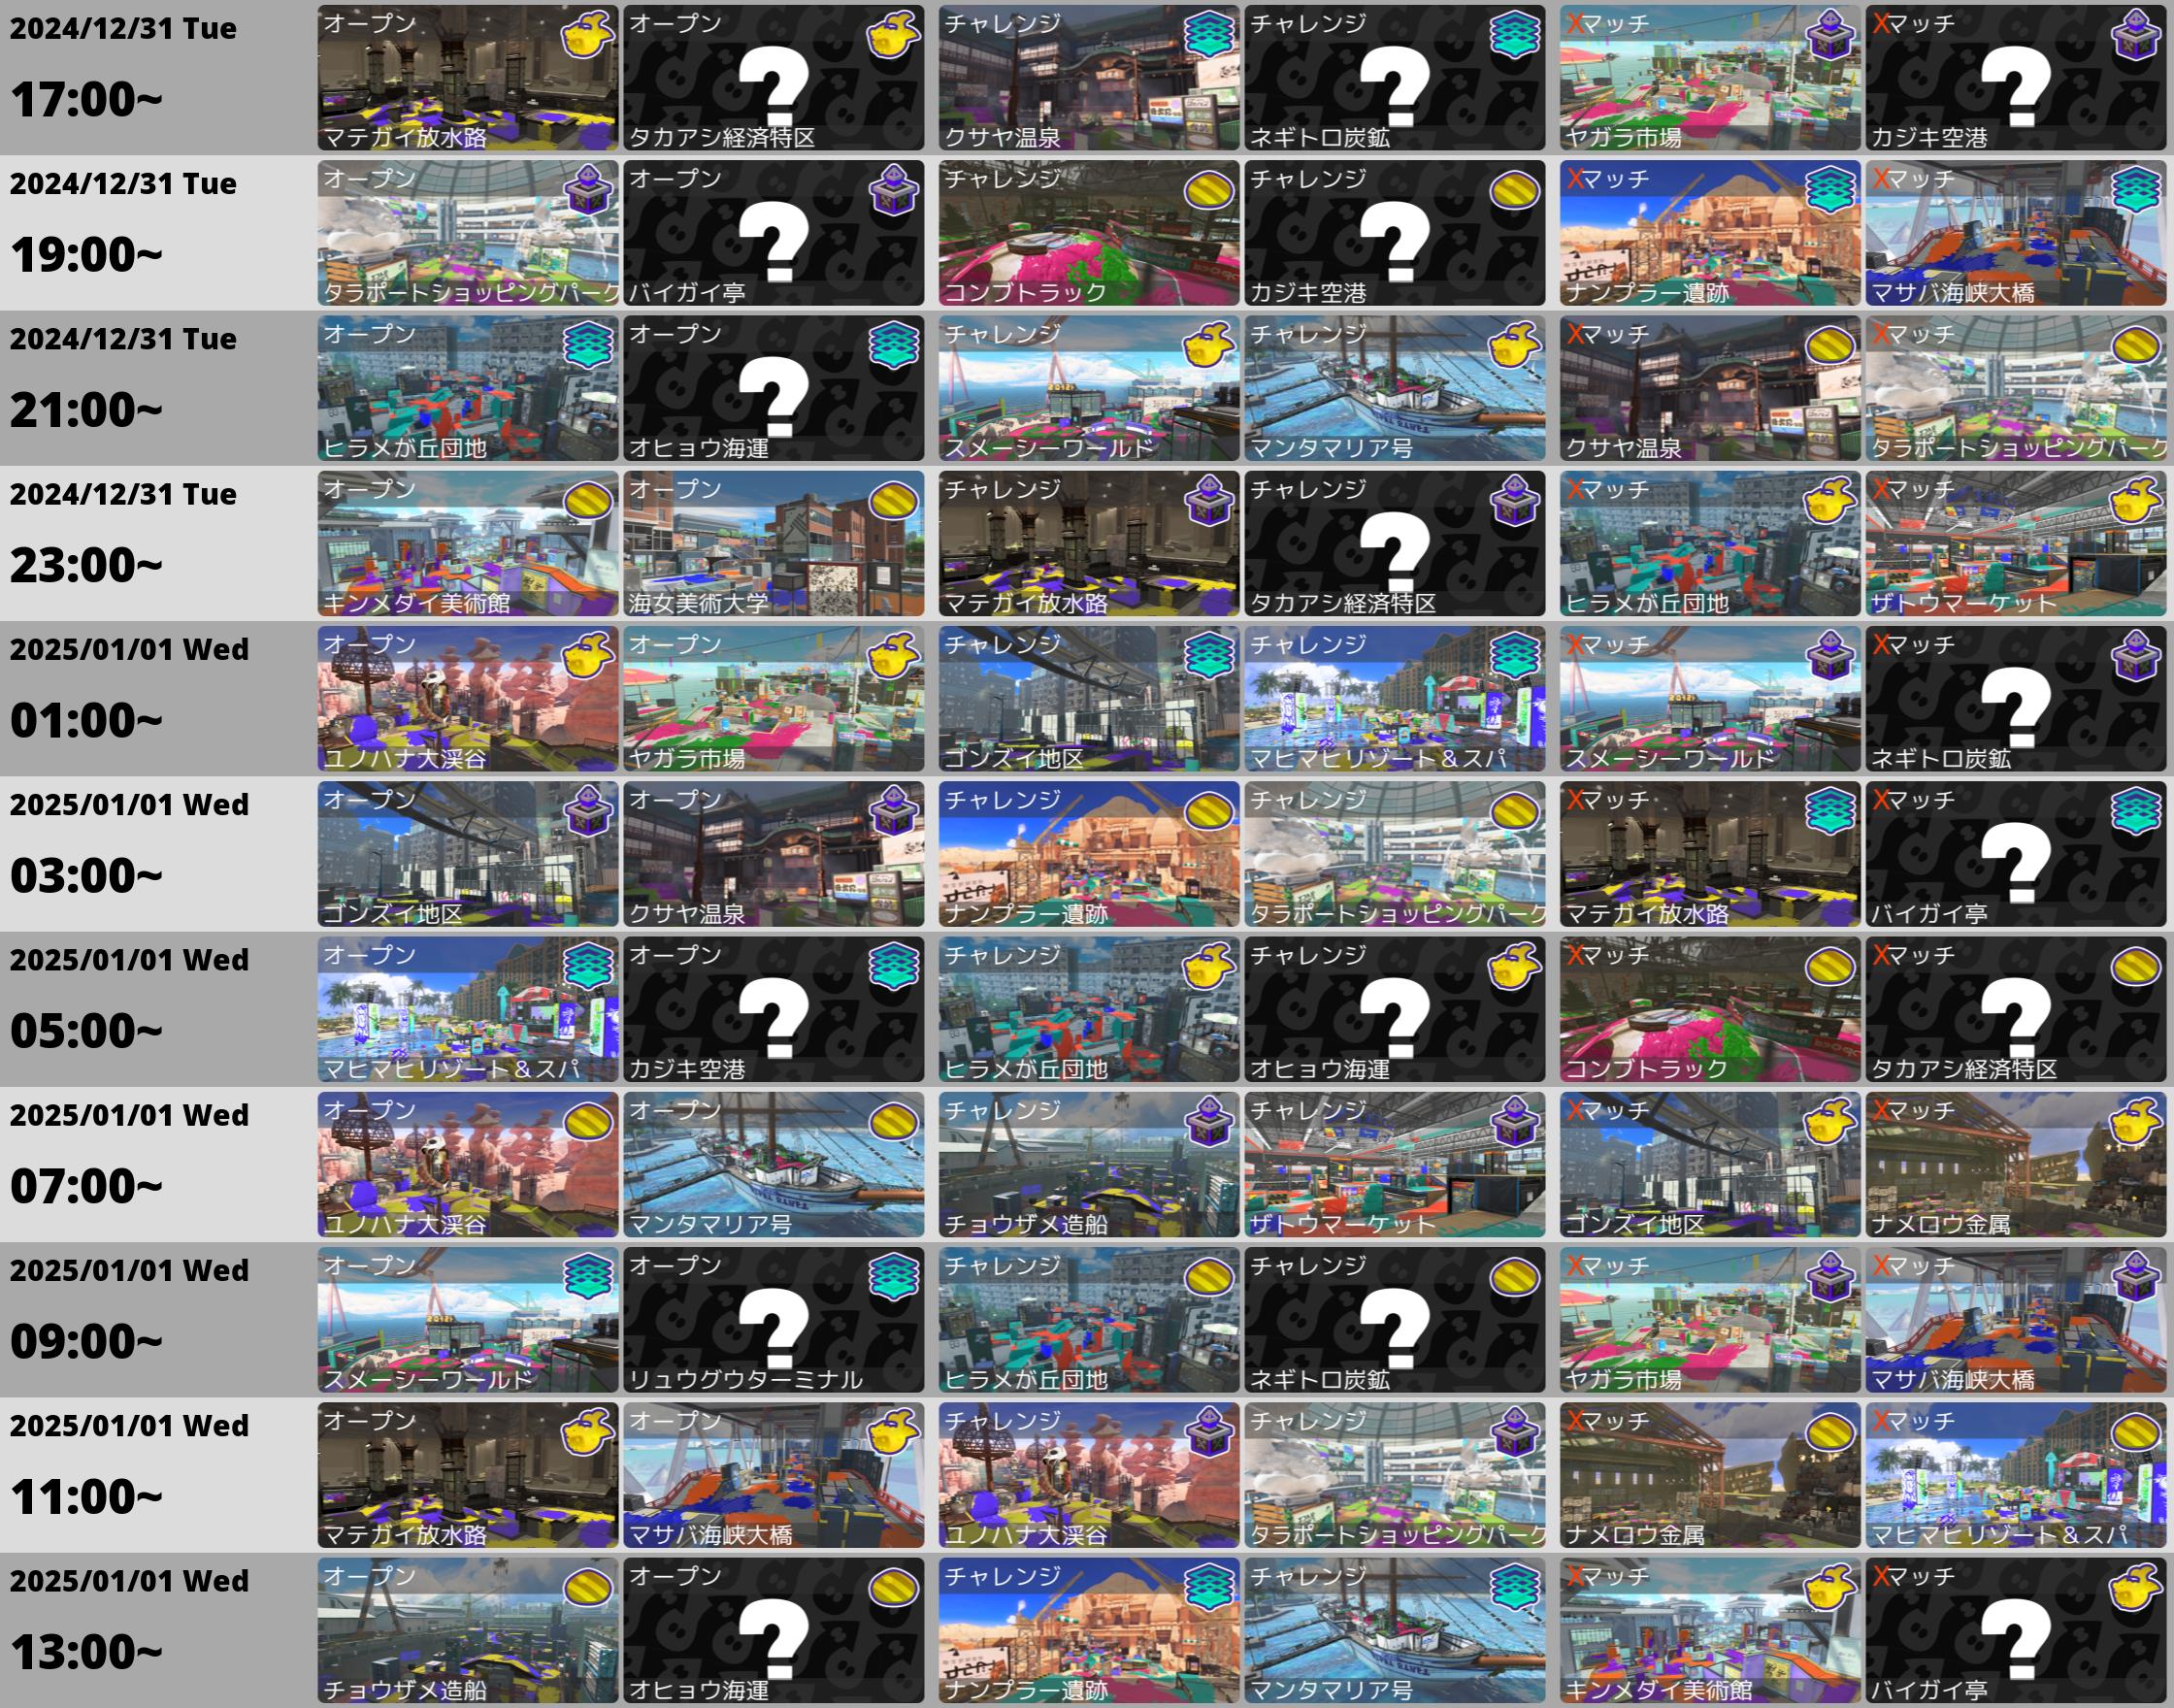 2024/12/31 Tue
17:00~
オープン
マテガイ放水路
オープン
タカアシ経済特区
チャレンジ
クサヤ温泉
チャレンジ
ネギトロ炭鉱
Xマッチ
ヤガラ市場
Xマッチ
カジキ空港
2024/12/31 Tue
19:00~
オープン
タラポートショッピングパーク
オープン
バイガイ亭
チャレンジ
コンブトラック
チャレンジ
カジキ空港
Xマッチ
ナンプラー遺跡
Xマッチ
マサバ海峡大橋
2024/12/31 Tue
21:00~
オープン
ヒラメが丘団地
オープン
オヒョウ海運
チャレンジ
スメーシーワールド
チャレンジ
マンタマリア号
Xマッチ
クサヤ温泉
Xマッチ
タラポートショッピングパーク
2024/12/31 Tue
23:00~
オープン
キンメダイ美術館
オープン
海女美術大学
チャレンジ
マテガイ放水路
チャレンジ
タカアシ経済特区
Xマッチ
ヒラメが丘団地
Xマッチ
ザトウマーケット
2025/01/01 Wed
01:00~
オープン
ユノハナ大渓谷
オープン
ヤガラ市場
チャレンジ
ゴンズイ地区
チャレンジ
マヒマヒリゾート＆スパ
Xマッチ
スメーシーワールド
Xマッチ
ネギトロ炭鉱
2025/01/01 Wed
03:00~
オープン
ゴンズイ地区
オープン
クサヤ温泉
チャレンジ
ナンプラー遺跡
チャレンジ
タラポートショッピングパーク
Xマッチ
マテガイ放水路
Xマッチ
バイガイ亭
2025/01/01 Wed
05:00~
オープン
マヒマヒリゾート＆スパ
オープン
カジキ空港
チャレンジ
ヒラメが丘団地
チャレンジ
オヒョウ海運
Xマッチ
コンブトラック
Xマッチ
タカアシ経済特区
2025/01/01 Wed
07:00~
オープン
ユノハナ大渓谷
オープン
マンタマリア号
チャレンジ
チョウザメ造船
チャレンジ
ザトウマーケット
Xマッチ
ゴンズイ地区
Xマッチ
ナメロウ金属
2025/01/01 Wed
09:00~
オープン
スメーシーワールド
オープン
リュウグウターミナル
チャレンジ
ヒラメが丘団地
チャレンジ
ネギトロ炭鉱
Xマッチ
ヤガラ市場
Xマッチ
マサバ海峡大橋
2025/01/01 Wed
11:00~
オープン
マテガイ放水路
オープン
マサバ海峡大橋
チャレンジ
ユノハナ大渓谷
チャレンジ
タラポートショッピングパーク
Xマッチ
ナメロウ金属
Xマッチ
マヒマヒリゾート＆スパ
2025/01/01 Wed
13:00~
オープン
チョウザメ造船
オープン
オヒョウ海運
チャレンジ
ナンプラー遺跡
チャレンジ
マンタマリア号
Xマッチ
キンメダイ美術館
Xマッチ
バイガイ亭